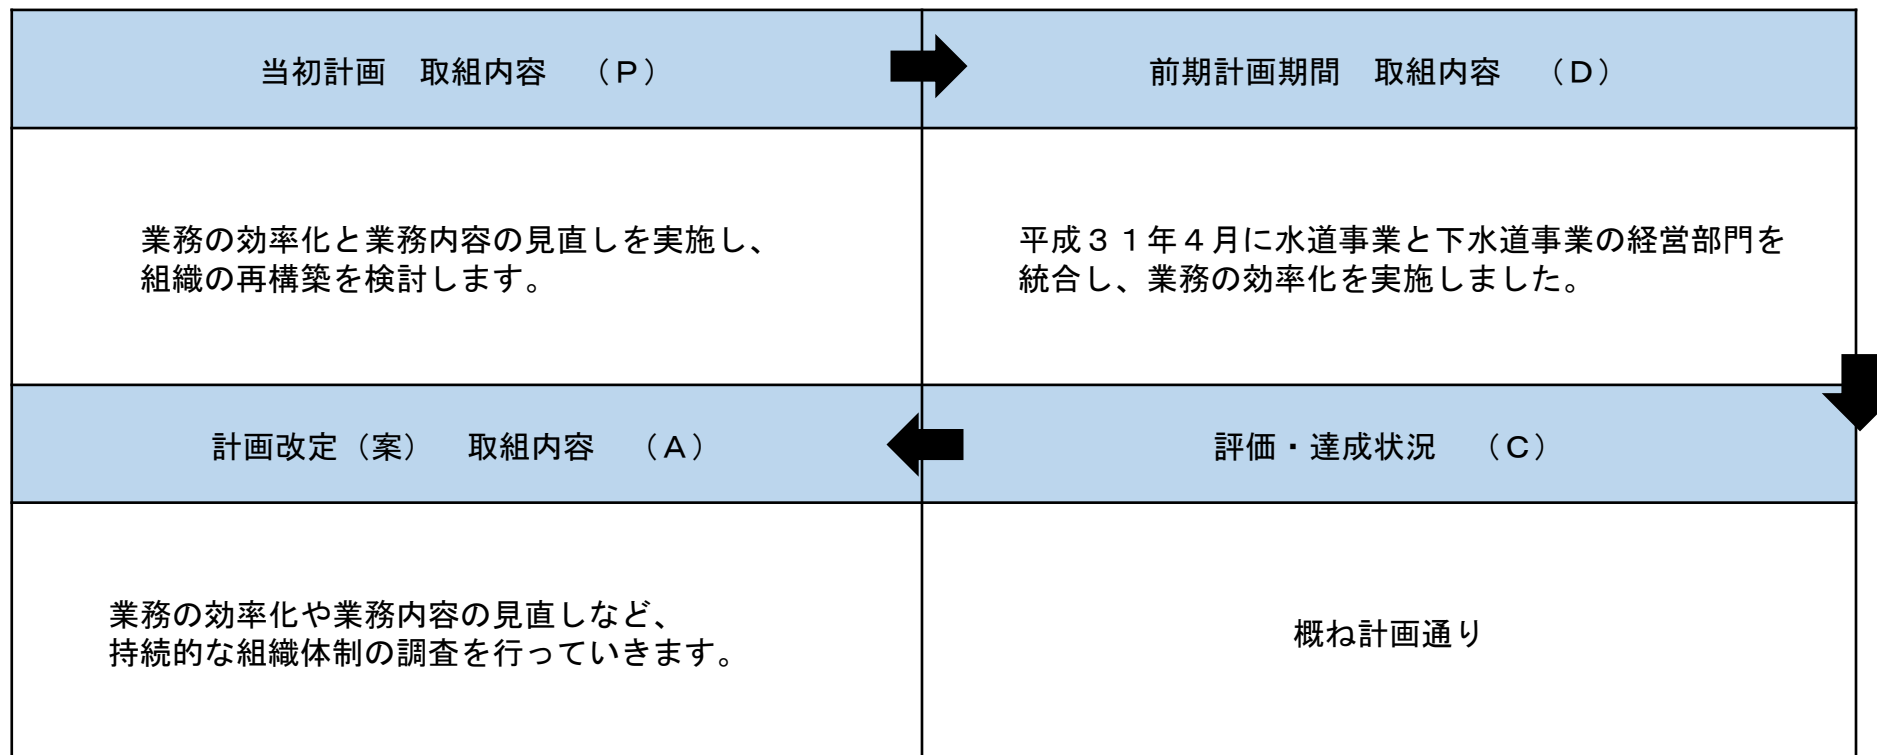 当初計画　取組内容　（Ｐ）
前期計画期間　取組内容　（Ｄ）
業務の効率化と業務内容の見直しを実施し、
組織の再構築を検討します。
平成３１年４月に水道事業と下水道事業の経営部門を
統合し、業務の効率化を実施しました。
計画改定（案）　取組内容　（Ａ）
評価・達成状況　（Ｃ）
業務の効率化や業務内容の見直しなど、
持続的な組織体制の調査を行っていきます。
概ね計画通り